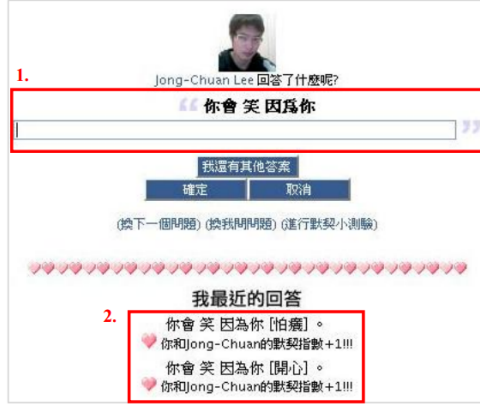 1.
Jong-Chuan Lee 回答了什麼呢?
“ 你會 笑 因爲你
”
我還有其他答案
確定 取消
(換下一個問題) (換我問問題) (進行默契小測驗)
我最近的回答
2.
你會 笑 因為你 [怕癢] 。
你和Jong-Chuan的默契指數+1!!!
你會 笑 因為你 [開心] 。
你和Jong-Chuan的默契指數+1!!!